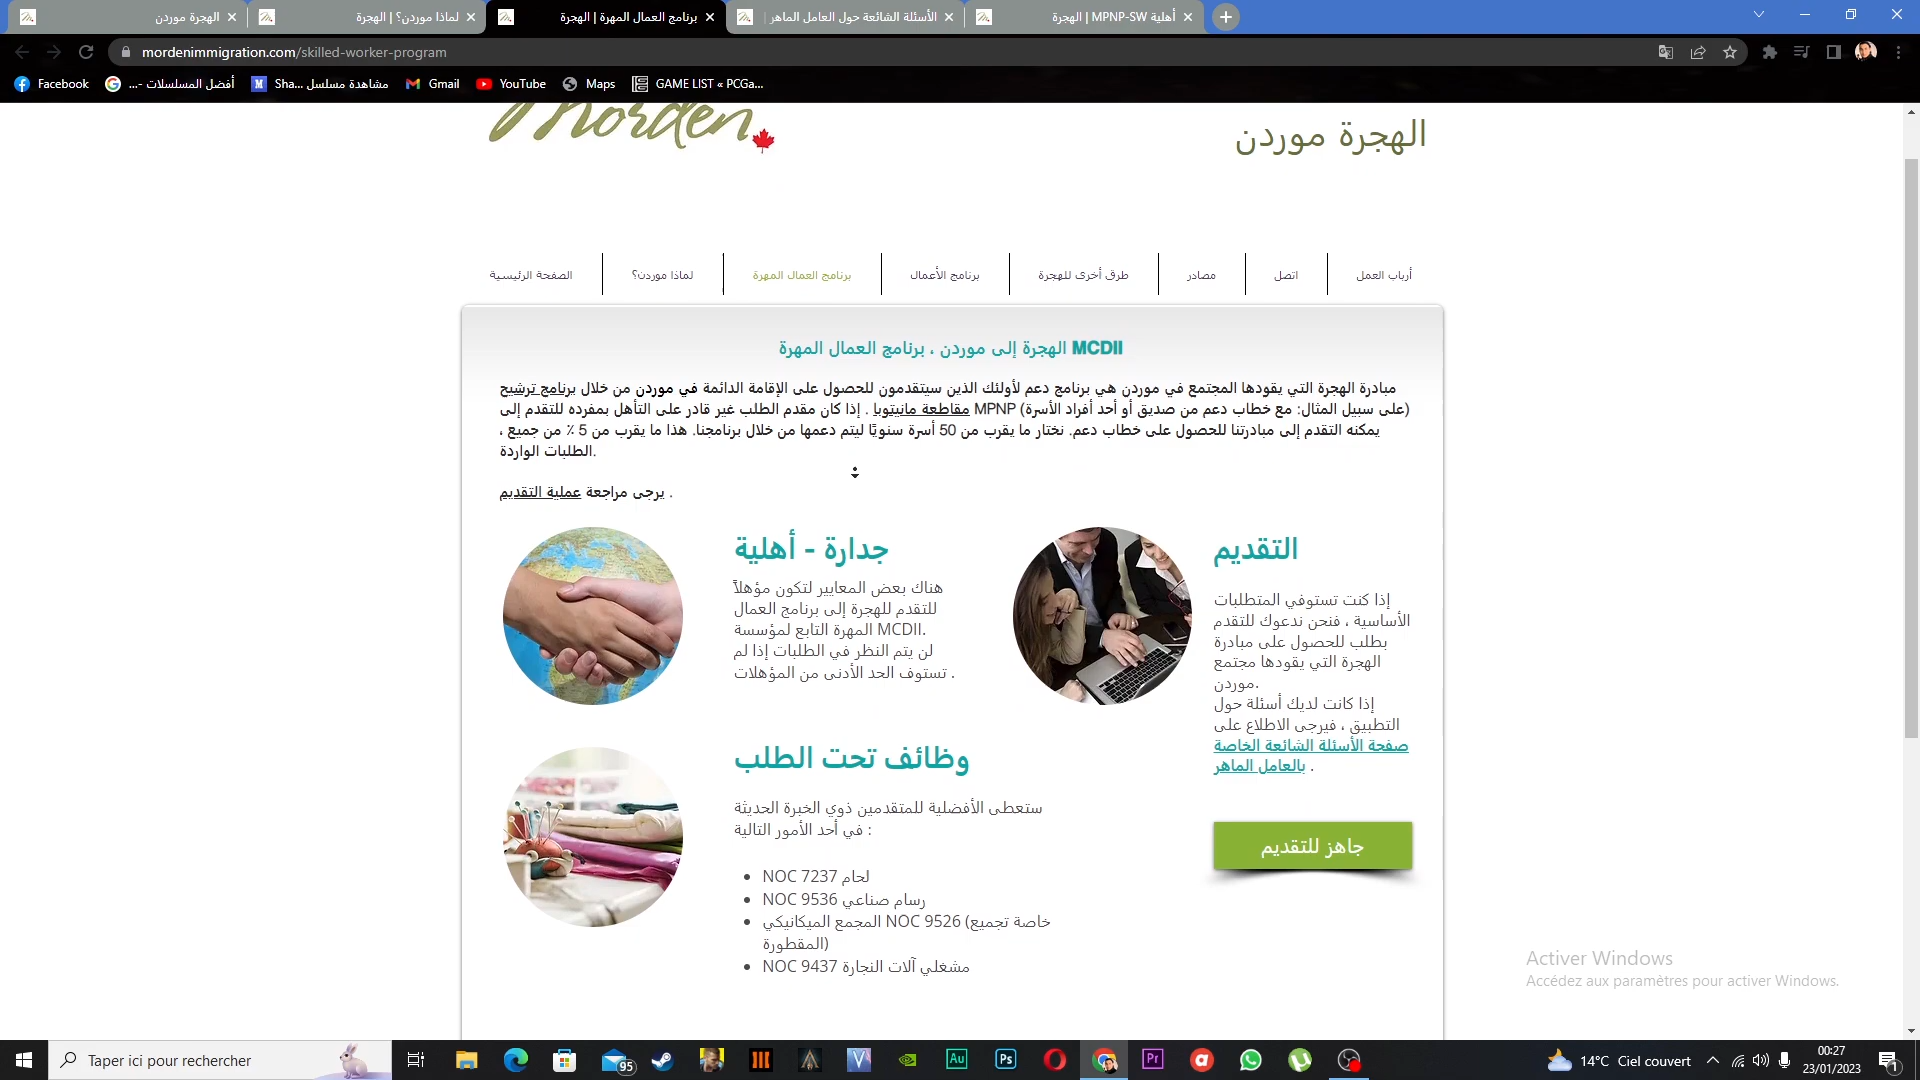 الهجرة موردن
لماذا موردن؟ | الهجرة
برنامج العمال المهرة | الهجرة
الأسئلة الشائعة حول العامل الماهر |
أهلية MPNP-SW | الهجرة
mordenimmigration.com/skilled-worker-program
Facebook
أفضل المسلسلات -...
مشاهدة مسلسل Sha...
Gmail
YouTube
Maps
GAME LIST « PCGa...
Morden
الهجرة موردن
الصفحة الرئيسية
لماذا موردن؟
برنامج العمال المهرة
برنامج الأعمال
طرق أخرى للهجرة
مصادر
اتصل
أرباب العمل
الهجرة إلى موردن ، برنامج العمال المهرة MCDII
مبادرة الهجرة التي يقودها المجتمع في موردن هي برنامج دعم لأولئك الذين سيتقدمون للحصول على الإقامة الدائمة في موردن من خلال برنامج ترشيح
مقاطعة مانيتوبا MPNP (على سبيل المثال: مع خطاب دعم من صديق أو أحد أفراد الأسرة) . إذا كان مقدم الطلب غير قادر على التأهل بمفرده للتقدم إلى
، يمكنه التقدم إلى مبادرتنا للحصول على خطاب دعم. نختار ما يقرب من 50 أسرة سنويًا ليتم دعمها من خلال برنامجنا. هذا ما يقرب من 5 ٪ من جميع
الطلبات الواردة.
يرجى مراجعة عملية التقديم .
جدارة - أهلية
هناك بعض المعايير لتكون مؤهلاً
للتقدم للهجرة إلى برنامج العمال
المهرة التابع لمؤسسة MCDII.
لن يتم النظر في الطلبات إذا لم
تستوف الحد الأدنى من المؤهلات .
التقديم
إذا كنت تستوفي المتطلبات
الأساسية ، فنحن ندعوك للتقدم
بطلب للحصول على مبادرة
الهجرة التي يقودها مجتمع
موردن.
إذا كانت لديك أسئلة حول
التطبيق ، فيرجى الاطلاع على
صفحة الأسئلة الشائعة الخاصة
بالعامل الماهر .
جاهز للتقديم
وظائف تحت الطلب
ستعطى الأفضلية للمتقدمين ذوي الخبرة الحديثة
في أحد الأمور التالية :
NOC 7237 لحام
NOC 9536 رسام صناعي
المجمع الميكانيكي NOC 9526 (خاصة تجميع
المقطورة)
NOC 9437 مشغلي آلات النجارة
Activer Windows
Accédez aux paramètres pour activer Windows.
Taper ici pour rechercher
95
Au
Ps
Pr
14°C Ciel couvert
00:27
23/01/2023
1